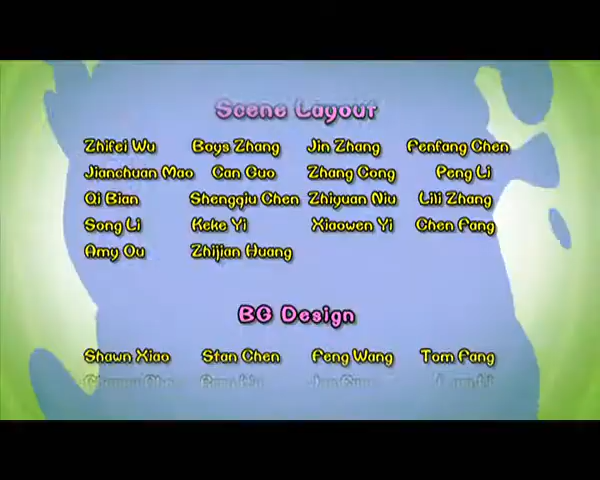 Scene Layout
Zhifei Wu Boys Zhang Jin Zhang Fenfang Chen
Jianchuan Mao Can Guo Zhang Cong Peng Li
Qi Bian Shengqiu Chen Zhiyuan Niu Lili Zhang
Song Li Keke Yi Xiaowen Yi Chen Fang
Amy Ou Zhijian Huang
BG Design
Shawn Xiao Stan Chen Feng Wang Tom Fang